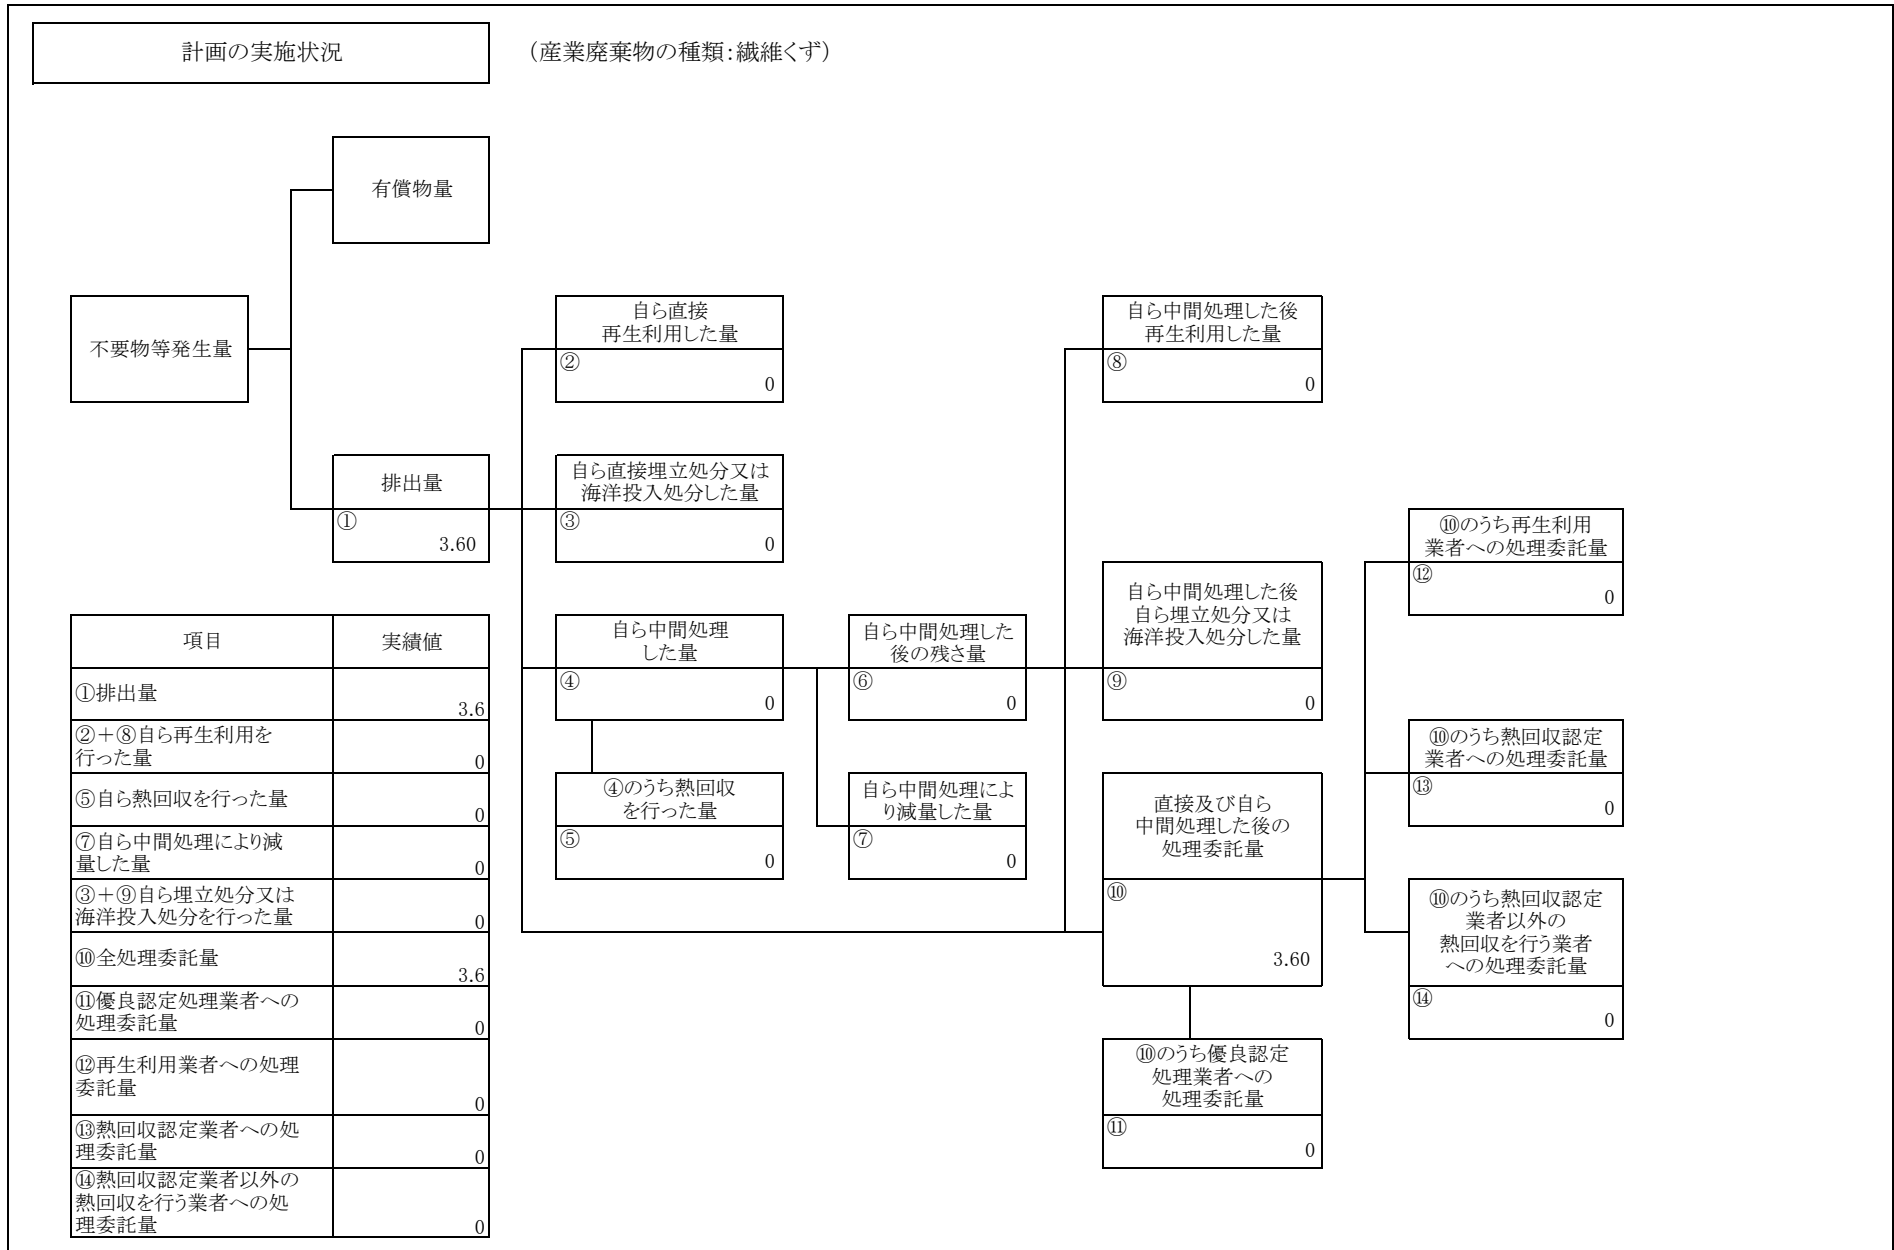 計画の実施状況
（産業廃棄物の種類：繊維くず）
有償物量
不要物等発生量
排出量
①
3.60
自ら直接
再生利用した量
②
0
自ら直接埋立処分又は
海洋投入処分した量
③
0
自ら中間処理
した量
④
0
④のうち熱回収
を行った量
⑤
0
自ら中間処理した
後の残さ量
⑥
0
自ら中間処理によ
り減量した量
⑦
0
自ら中間処理した後
再生利用した量
⑧
0
自ら中間処理した後
自ら埋立処分又は
海洋投入処分した量
⑨
0
直接及び自ら
中間処理した後の
処理委託量
⑩
3.60
⑩のうち優良認定
処理業者への
処理委託量
⑪
0
⑩のうち再生利用
業者への処理委託量
⑫
0
⑩のうち熱回収認定
業者への処理委託量
⑬
0
⑩のうち熱回収認定
業者以外の
熱回収を行う業者
への処理委託量
⑭
0
項目 実績値
①排出量
3.6
②＋⑧自ら再生利用を
行った量
0
⑤自ら熱回収を行った量
0
⑦自ら中間処理により減
量した量
0
③＋⑨自ら埋立処分又は
海洋投入処分を行った量
0
⑩全処理委託量
3.6
⑪優良認定処理業者への
処理委託量
0
⑫再生利用業者への処理
委託量
0
⑬熱回収認定業者への処
理委託量
0
⑭熱回収認定業者以外の
熱回収を行う業者への処
理委託量
0